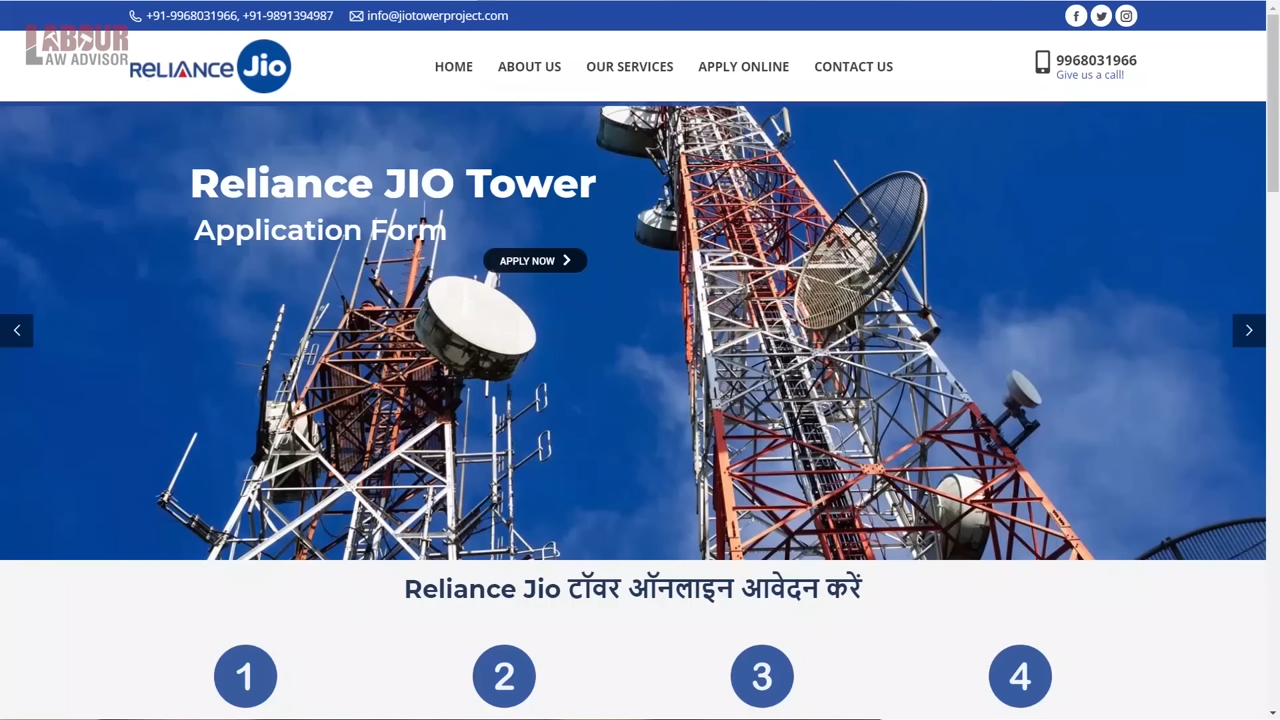 +91-9968031966, +91-9891394987 info@jiotowerproject.com
LABOUR
LAW ADVISOR
RELIANCE Jio
HOME ABOUT US OUR SERVICES APPLY ONLINE CONTACT US
9968031966
Give us a call!
Reliance JIO Tower
Application Form
APPLY NOW
Reliance Jio टॉवर ऑनलाइन आवेदन करें
1 2 3 4